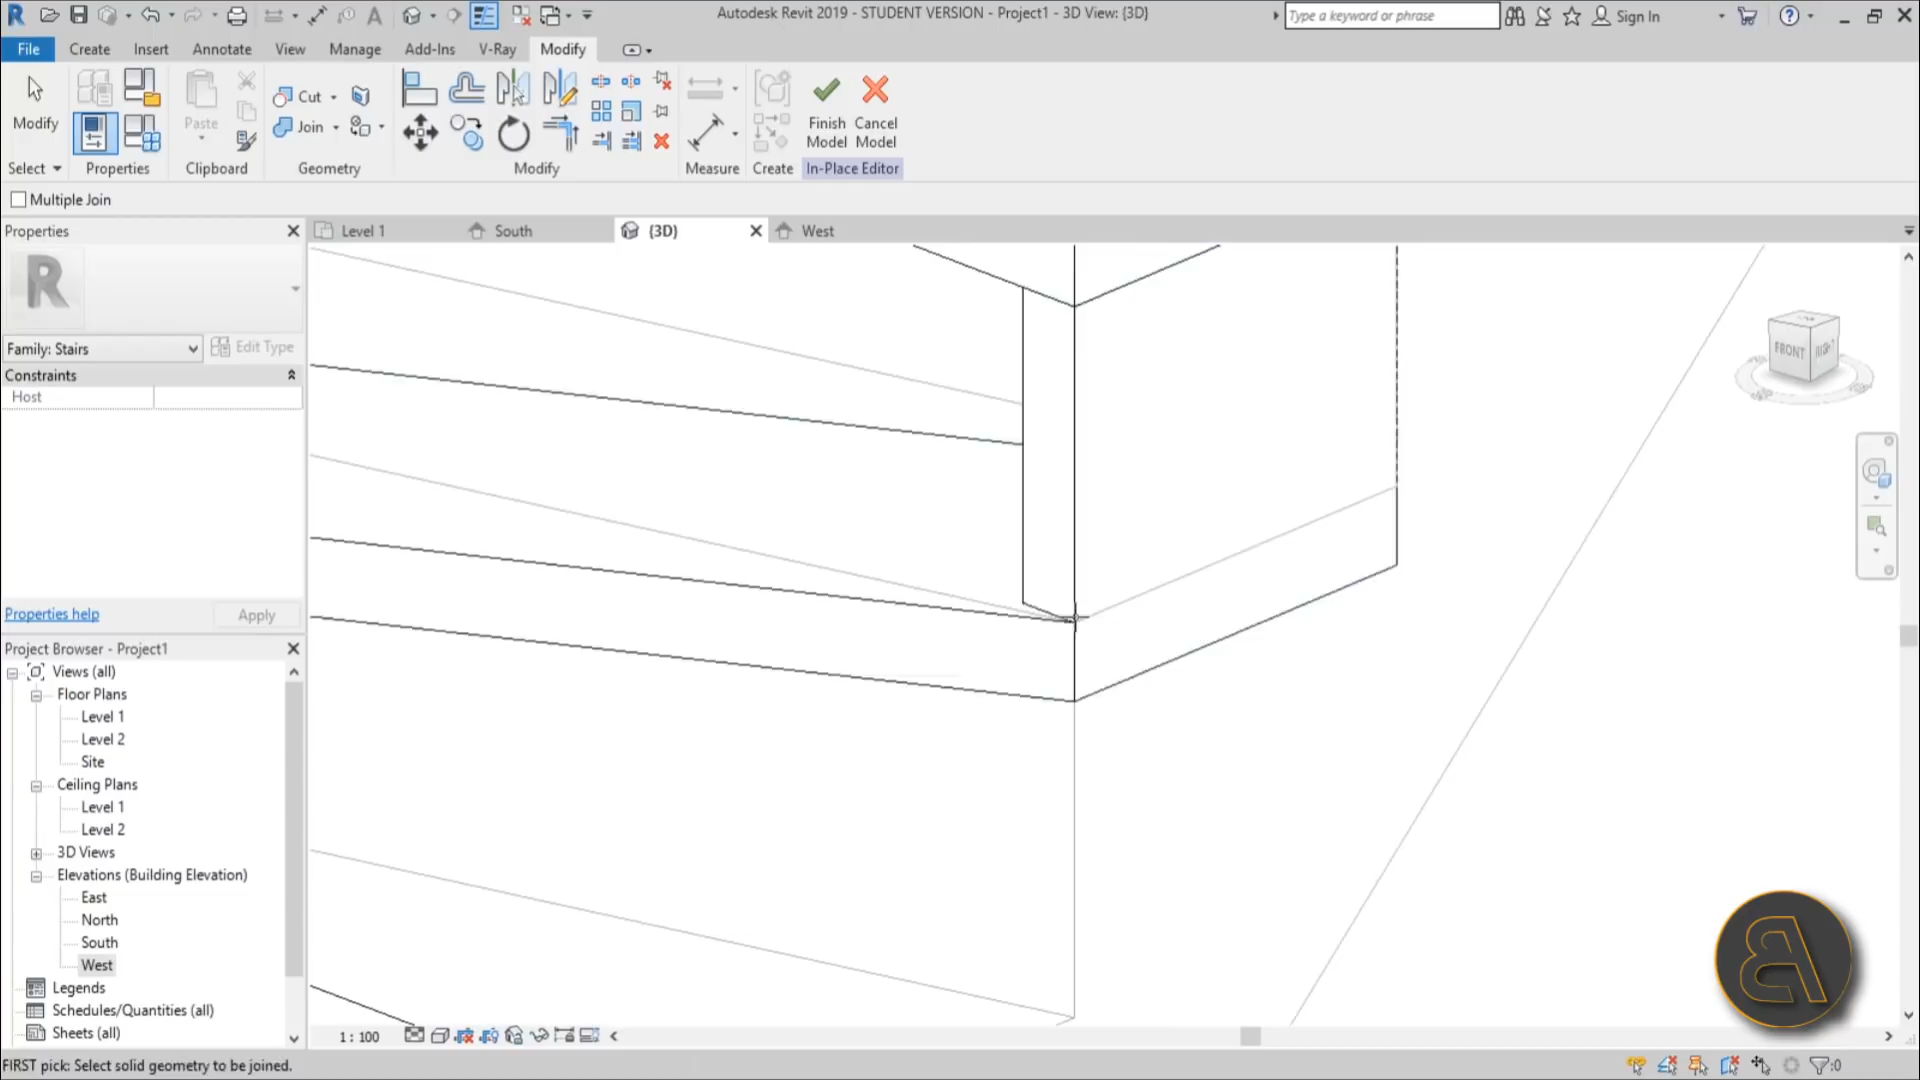 Autodesk Revit 2019 - STUDENT VERSION - Project1 - 3D View: {3D}
Type a keyword or phrase
Sign In
File Create Insert Annotate View Manage Add-Ins V-Ray Modify
Modify
Paste
Cut
Join
Finish Model
Cancel Model
Select Properties Clipboard Geometry Modify Measure Create In-Place Editor
Multiple Join
Properties
Level 1 South {3D} West
Family: Stairs
Edit Type
Constraints
Host
Properties help
Apply
Project Browser - Project1
Views (all)
Floor Plans
Level 1
Level 2
Site
Ceiling Plans
Level 1
Level 2
3D Views
Elevations (Building Elevation)
East
North
South
West
Legends
Schedules/Quantities (all)
Sheets (all)
FRONT
1 : 100
FIRST pick: Select solid geometry to be joined.
:0